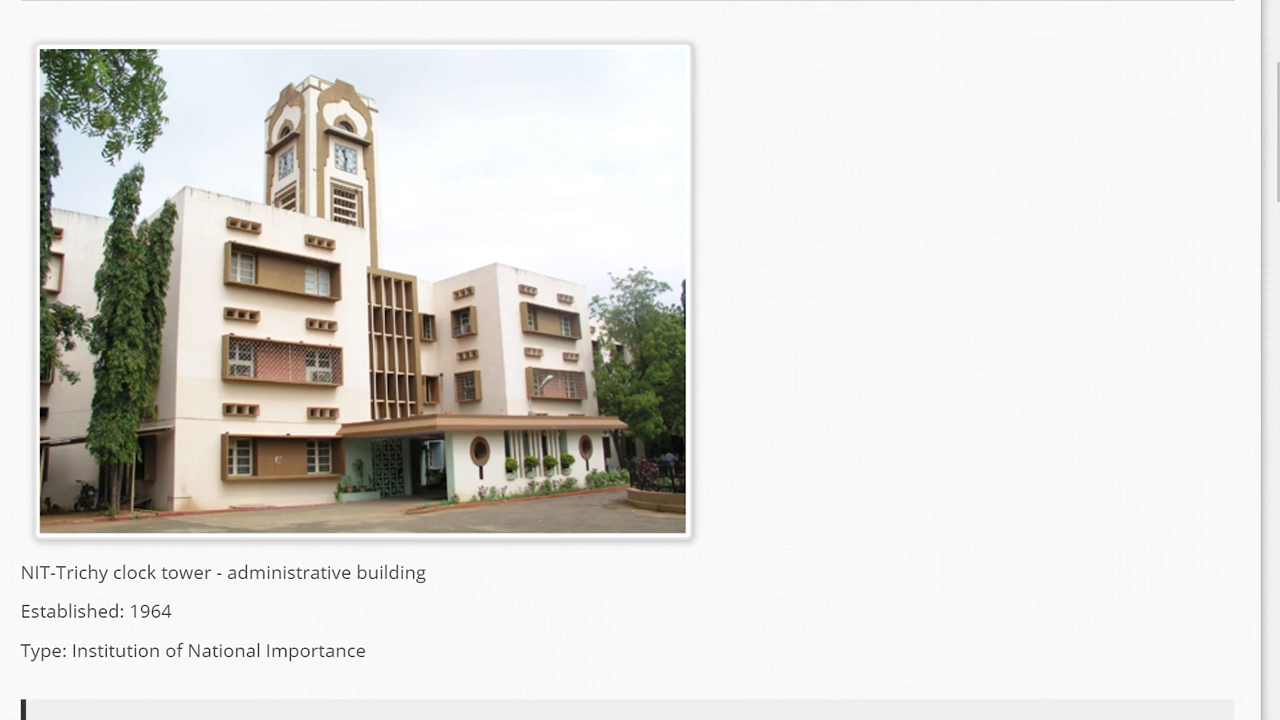 NIT-Trichy clock tower - administrative building
Established: 1964
Type: Institution of National Importance